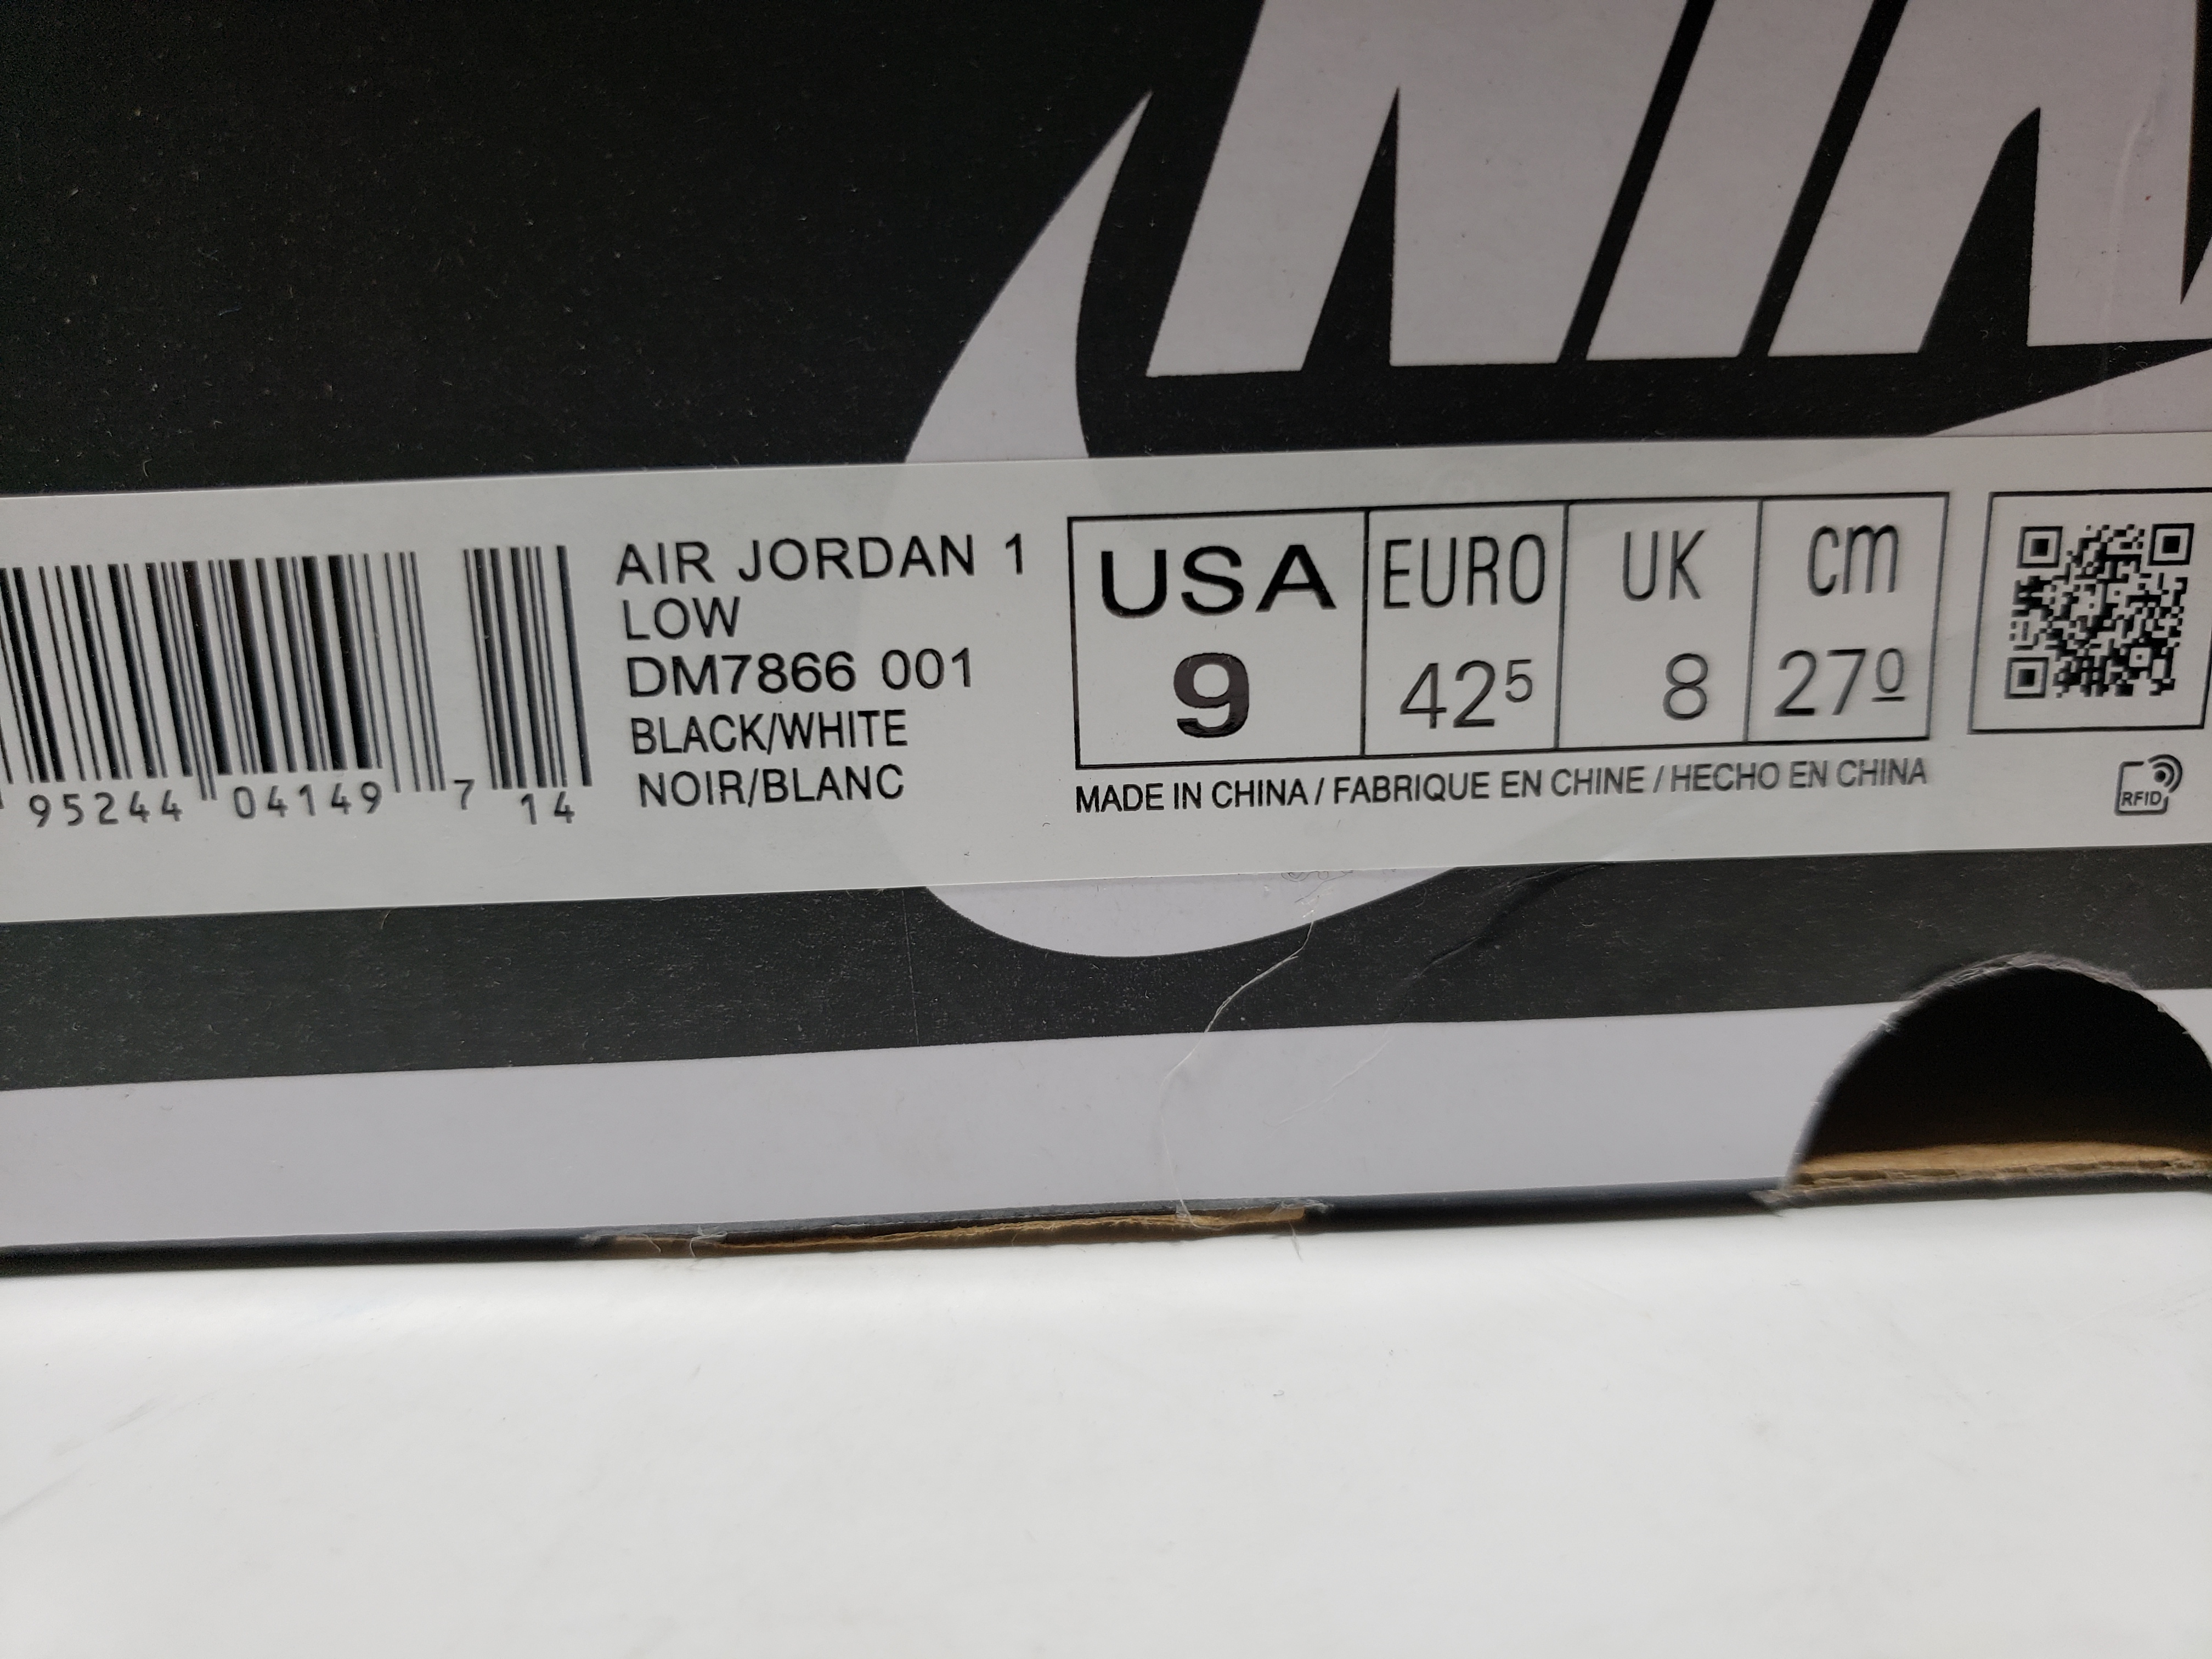 NIK
AIR JORDAN 1
LOW
DM7866 001
BLACK/WHITE
NOIR/BLANC
95244 04149 7 14
USA EURO UK cm
9 42⁵ 8 27⁰
MADE IN CHINA / FABRIQUE EN CHINE / HECHO EN CHINA
RFID